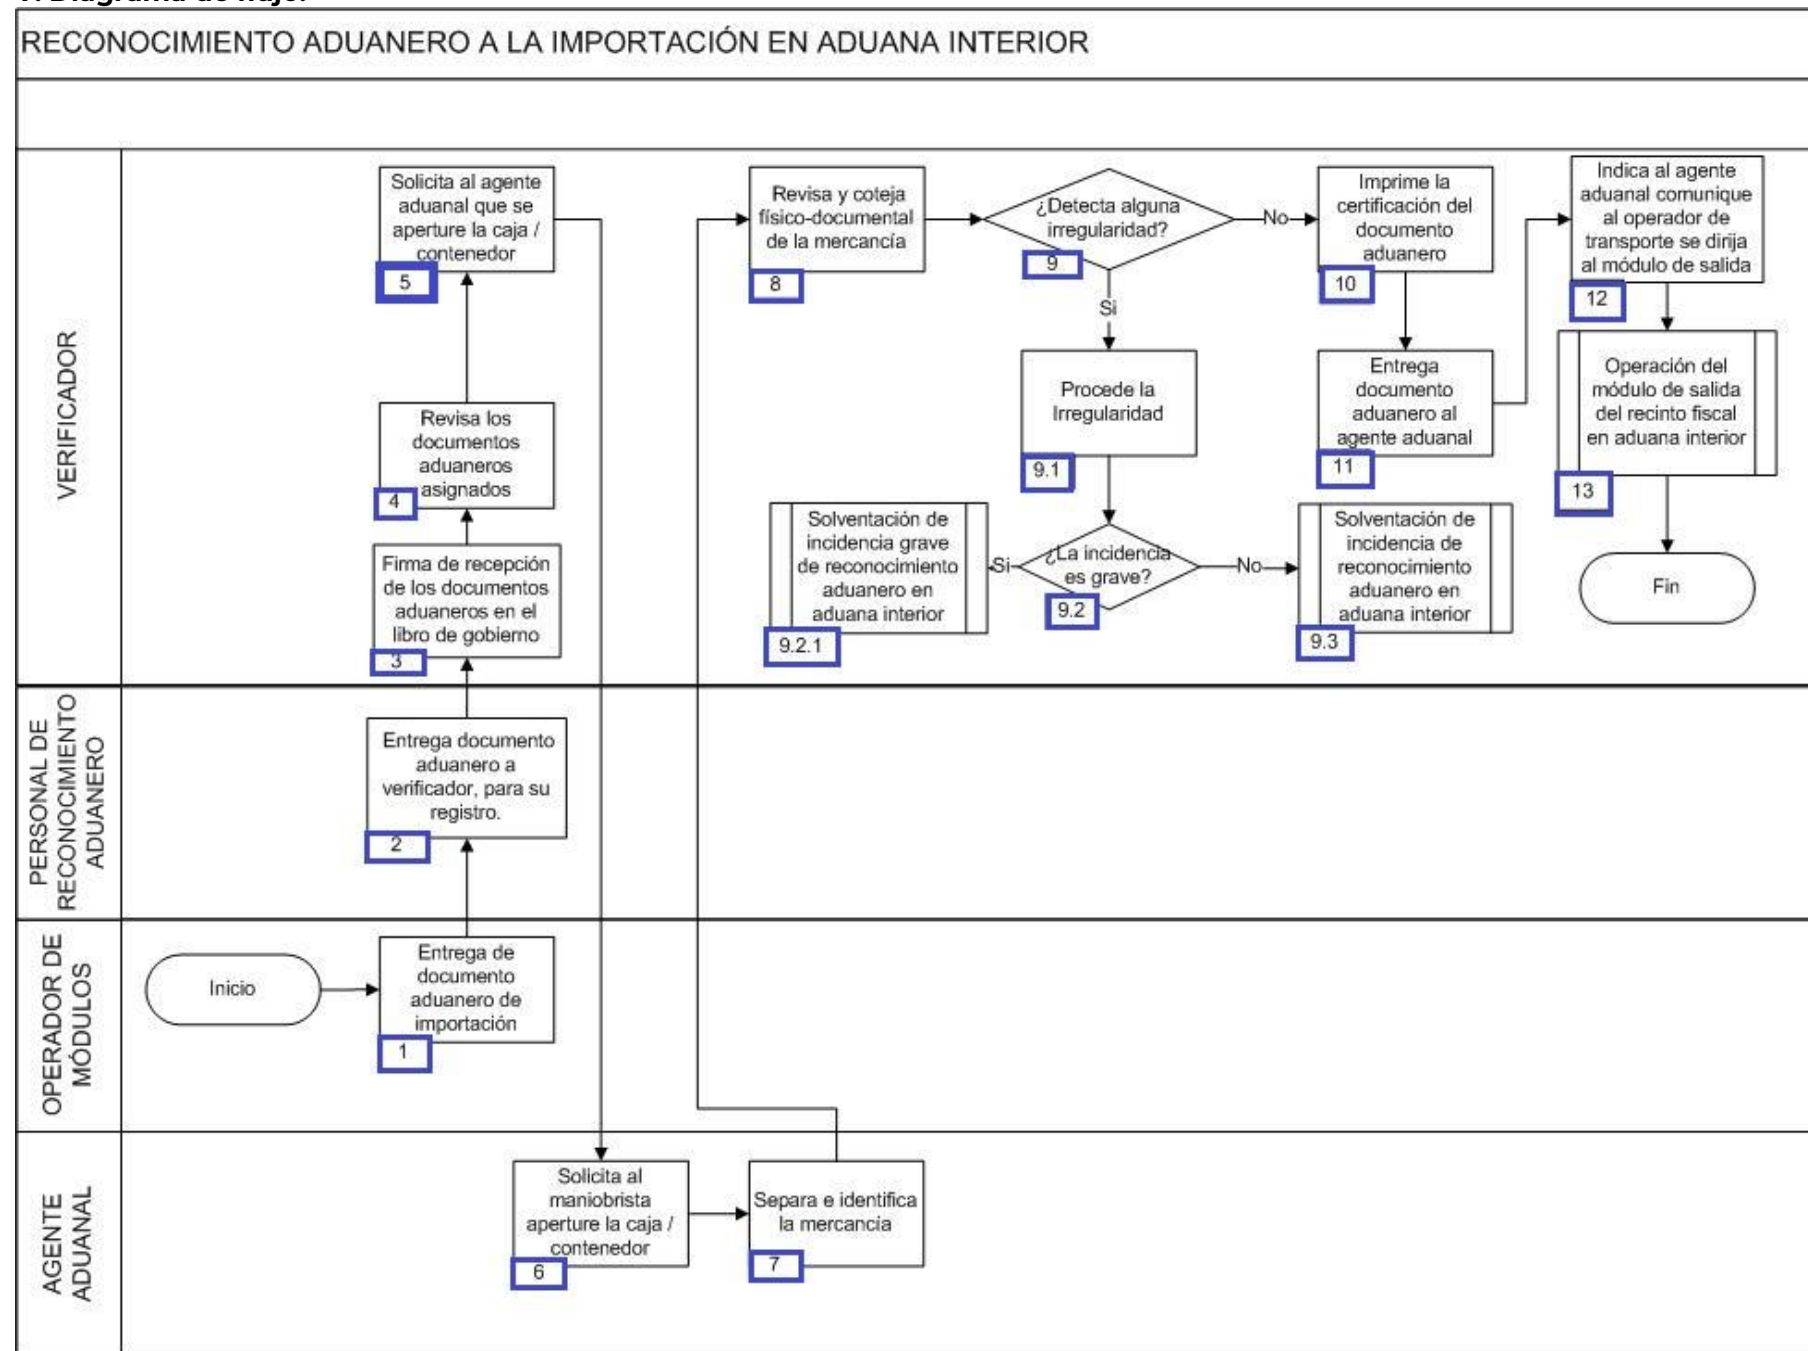 RECONOCIMIENTO ADUANERO A LA IMPORTACIÓN EN ADUANA INTERIOR
VERIFICADOR
Solicita al agente
aduanal que se
aperture la caja /
contenedor
5
Revisa los
documentos
aduaneros
asignados
4
Firma de recepción
de los documentos
aduaneros en el
libro de gobierno
3
Revisa y coteja
físico-documental
de la mercancía
8
¿Detecta alguna
irregularidad?
9
No
Si
Procede la
Irregularidad
9.1
¿La incidencia
es grave?
9.2
Si
Solventación de
incidencia grave
de reconocimiento
aduanero en
aduana interior
9.2.1
No
Solventación de
incidencia de
reconocimiento
aduanero en
aduana interior
9.3
Imprime la
certificación del
documento
aduanero
10
Entrega
documento
aduanero al
agente aduanal
11
Indica al agente
aduanal comunique
al operador de
transporte se dirija
al módulo de salida
12
Operación del
módulo de salida
del recinto fiscal
en aduana interior
13
Fin
PERSONAL DE
RECONOCIMIENTO
ADUANERO
Entrega documento
aduanero a
verificador, para su
registro.
2
OPERADOR DE
MÓDULOS
Inicio
Entrega de
documento
aduanero de
importación
1
AGENTE
ADUANAL
Solicita al
maniobrista
aperture la caja /
contenedor
6
Separa e identifica
la mercancía
7